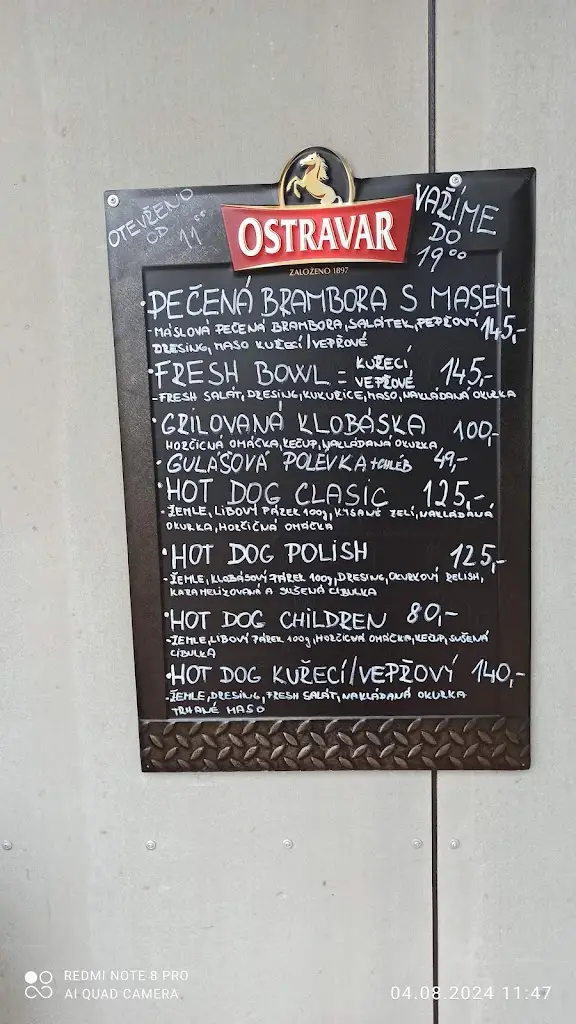 OTEVŘENO
OD 11⁰⁰
VAŘÍME
DO
19⁰⁰
OSTRAVAR
ZALOŽENO 1897
• PEČENÁ BRAMBORA S MASEM
- MÁSLOVÁ PEČENÁ BRAMBORA, SALÁTEK, PEPŘOVÝ 145,-
DRESING, MASO KUŘECÍ/VEPŘOVÉ
• FRESH BOWL = KUŘECÍ
VEPŘOVÉ 145,-
- FRESH SALÁT, DRESING, KUKUŘICE, MASO, NAKLÁDANÁ OKURKA
• GRILOVANÁ KLOBÁSKA 100,-
HORČIČNÁ OMÁČKA, KEČUP, NAKLÁDANÁ OKURKA
• GULÁŠOVÁ POLÉVKA + CHLÉB 49,-
• HOT DOG CLASIC 125,-
- ŽEMLE, LIBOVÝ PÁREK 100g, KYSANÉ ZELÍ, NAKLÁDANÁ
OKURKA, HORČIČNÁ OMÁČKA
• HOT DOG POLISH 125,-
- ŽEMLE, KLOBÁSOVÝ PÁREK 100g, DRESING, OKURKOVÝ RELISH,
KARAMELIZOVANÁ A SUŠENÁ CIBULKA
• HOT DOG CHILDREN 80,-
- ŽEMLE, LIBOVÝ PÁREK 100g, HORČIČNÁ OMÁČKA, KEČUP, SUŠENÁ
CIBULKA
• HOT DOG KUŘECÍ/VEPŘOVÝ 140,-
- ŽEMLE, DRESING, FRESH SALÁT, NAKLÁDANÁ OKURKA
TRHANÉ MASO
REDMI NOTE 8 PRO
AI QUAD CAMERA
04.08.2024 11:47